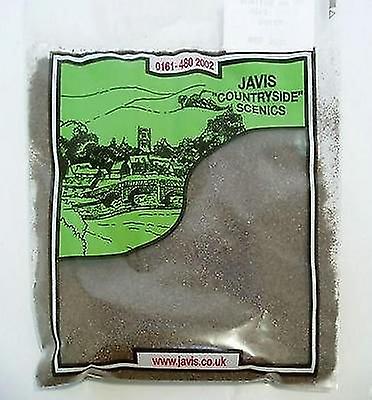 0161-480 2002
JAVIS
"COUNTRYSIDE"
SCENICS
www.javis.co.uk